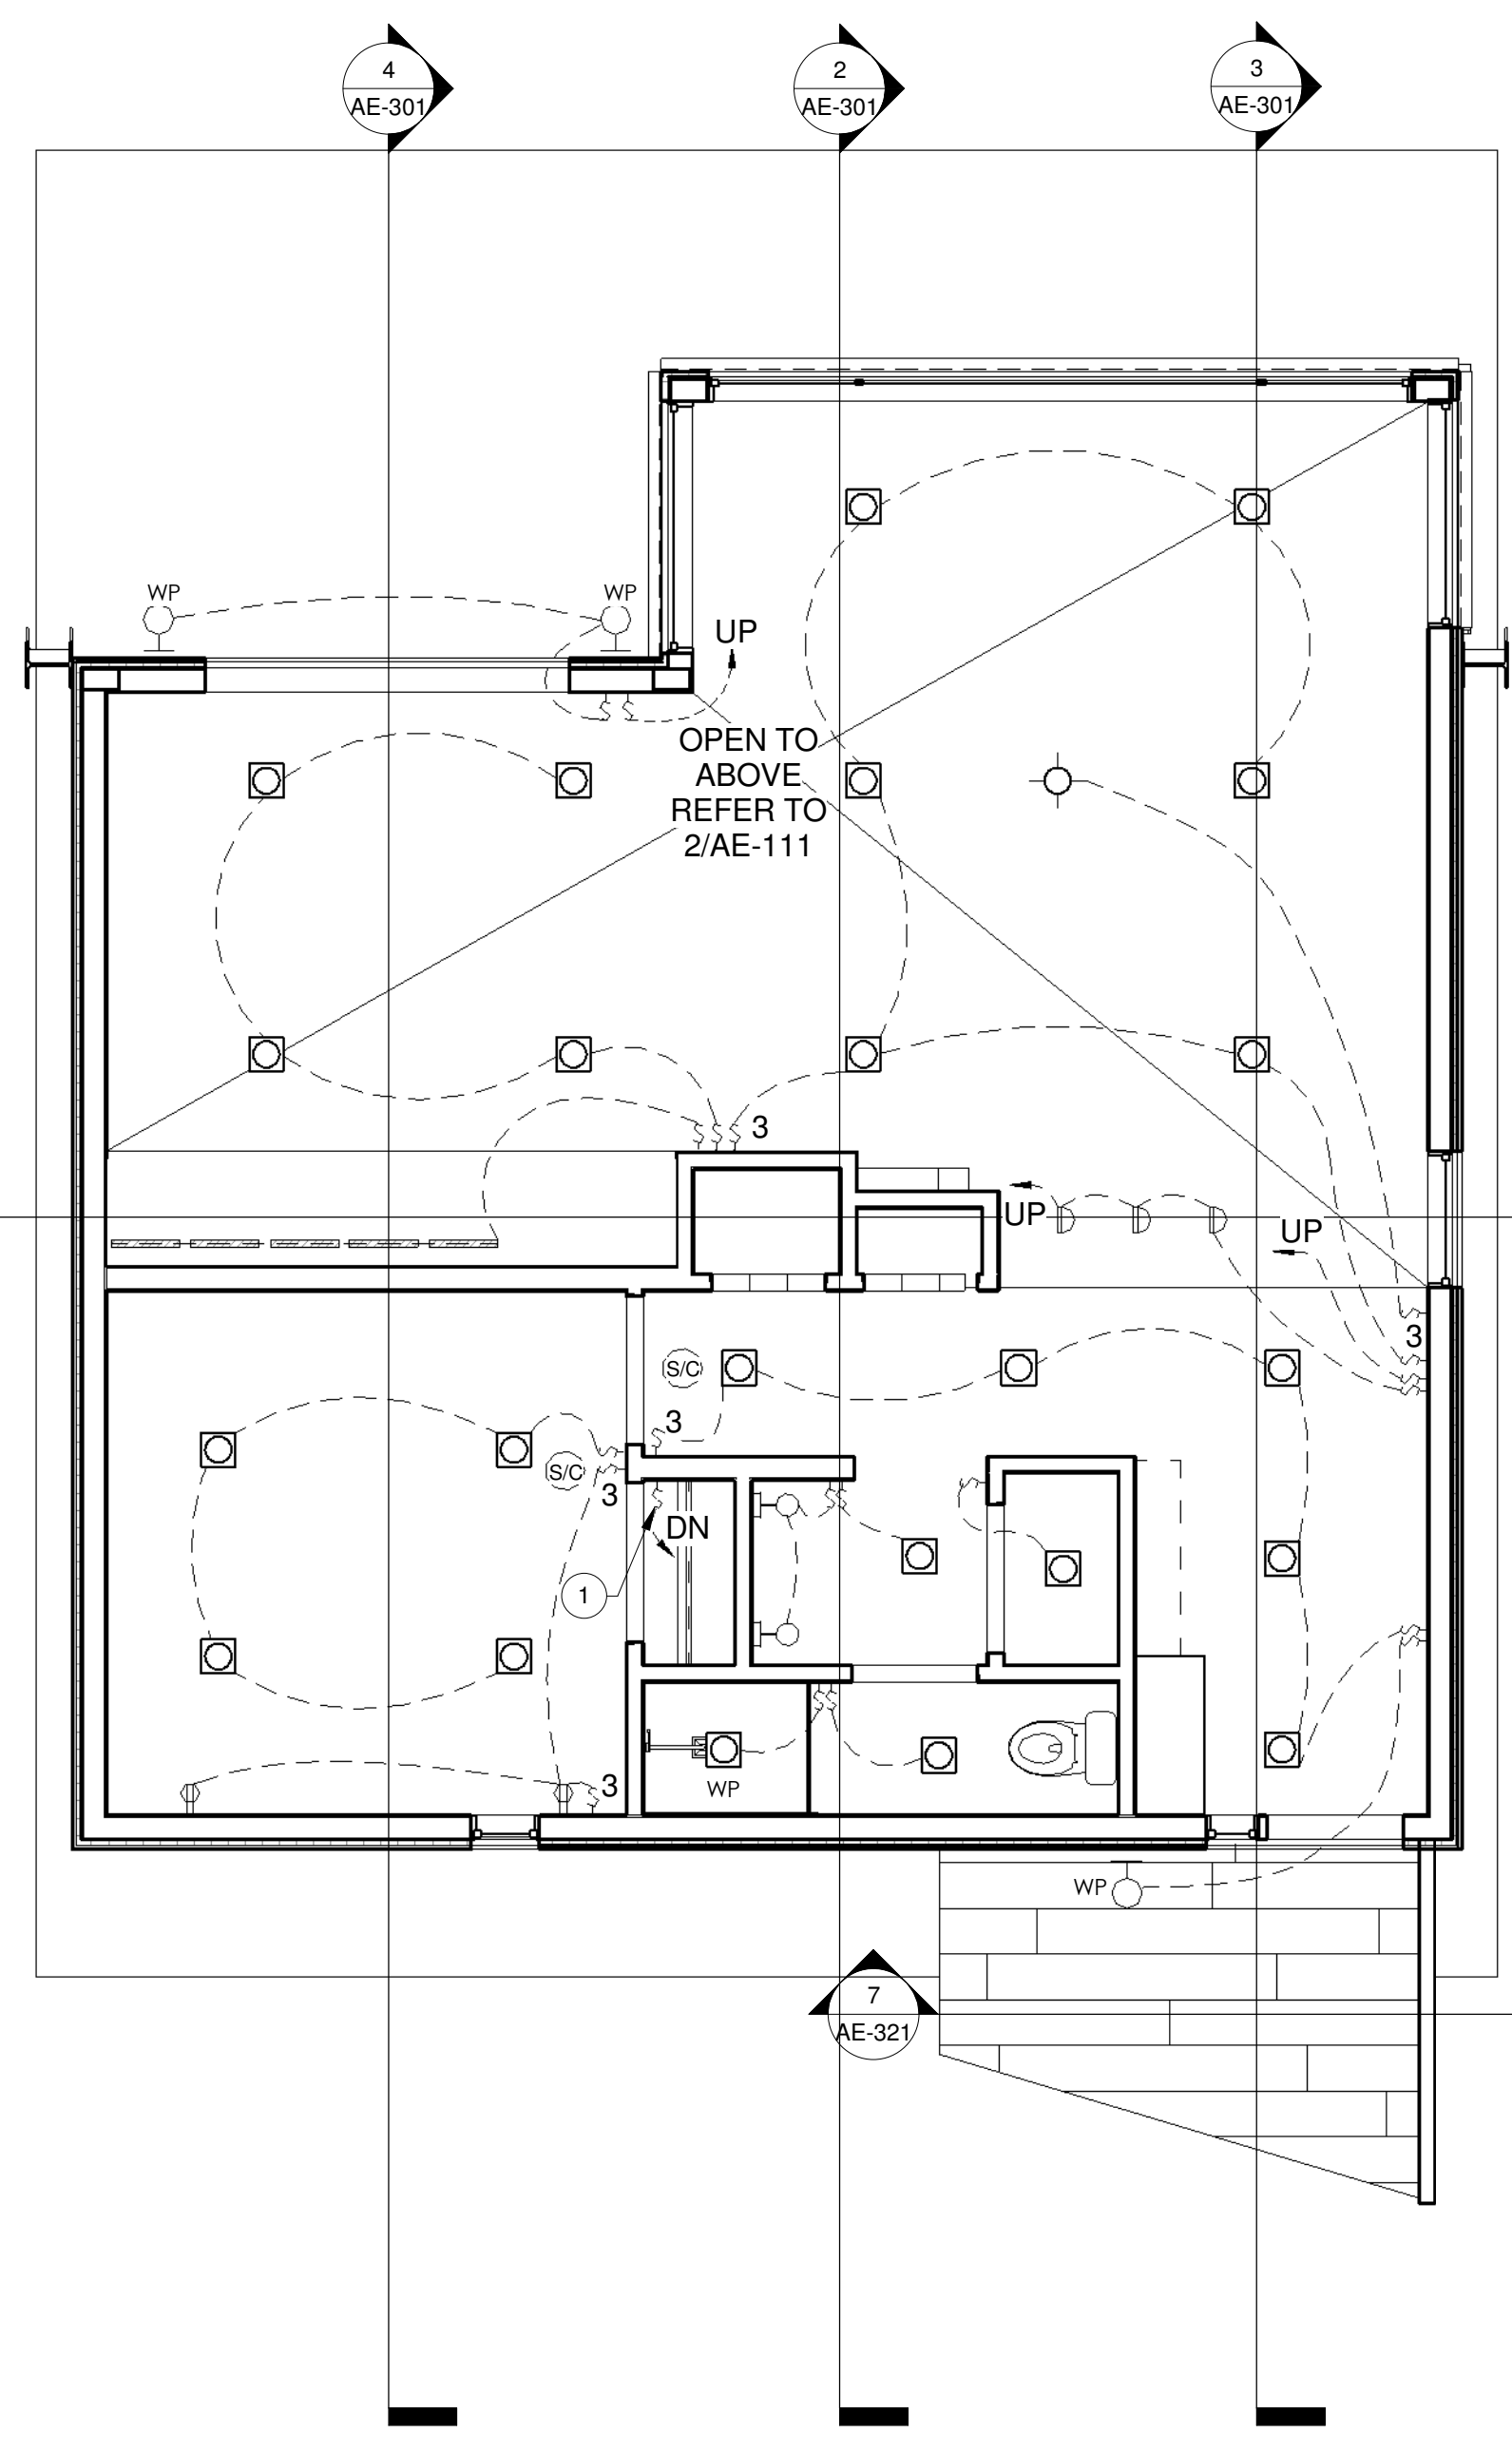 4
AE-301
2
AE-301
3
AE-301
WP
WP
UP
OPEN TO
ABOVE
REFER TO
2/AE-111
3
UP
UP
3
S/C
3
S/C
3
DN
1
3
WP
WP
7
AE-321